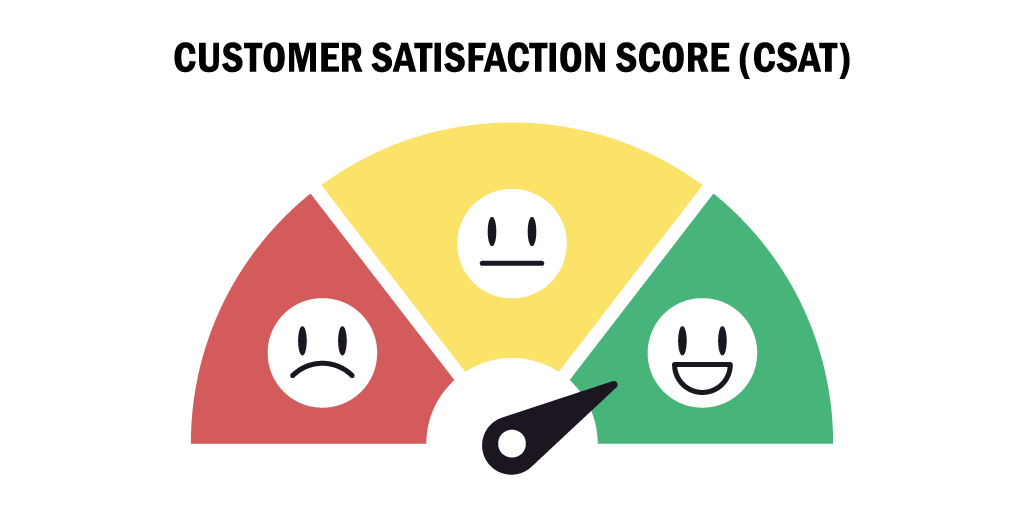 CUSTOMER SATISFACTION SCORE (CSAT)